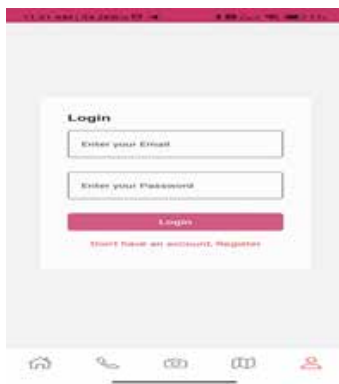 Login
Enter your Email
Enter your Password
Login
Don't have an account, Register